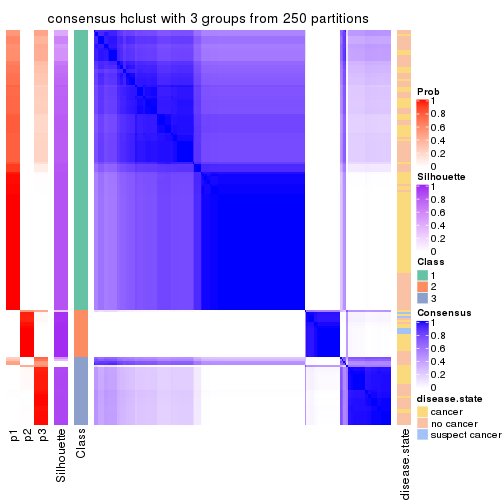 consensus hclust with 3 groups from 250 partitions
Prob
1
0.8
0.6
0.4
0.2
0
Silhouette
1
0.8
0.6
0.4
0.2
0
Class
1
2
3
Consensus
1
0.8
0.6
0.4
0.2
0
disease.state
cancer
no cancer
suspect cancer
p1
p2
p3
Silhouette
Class
disease.state